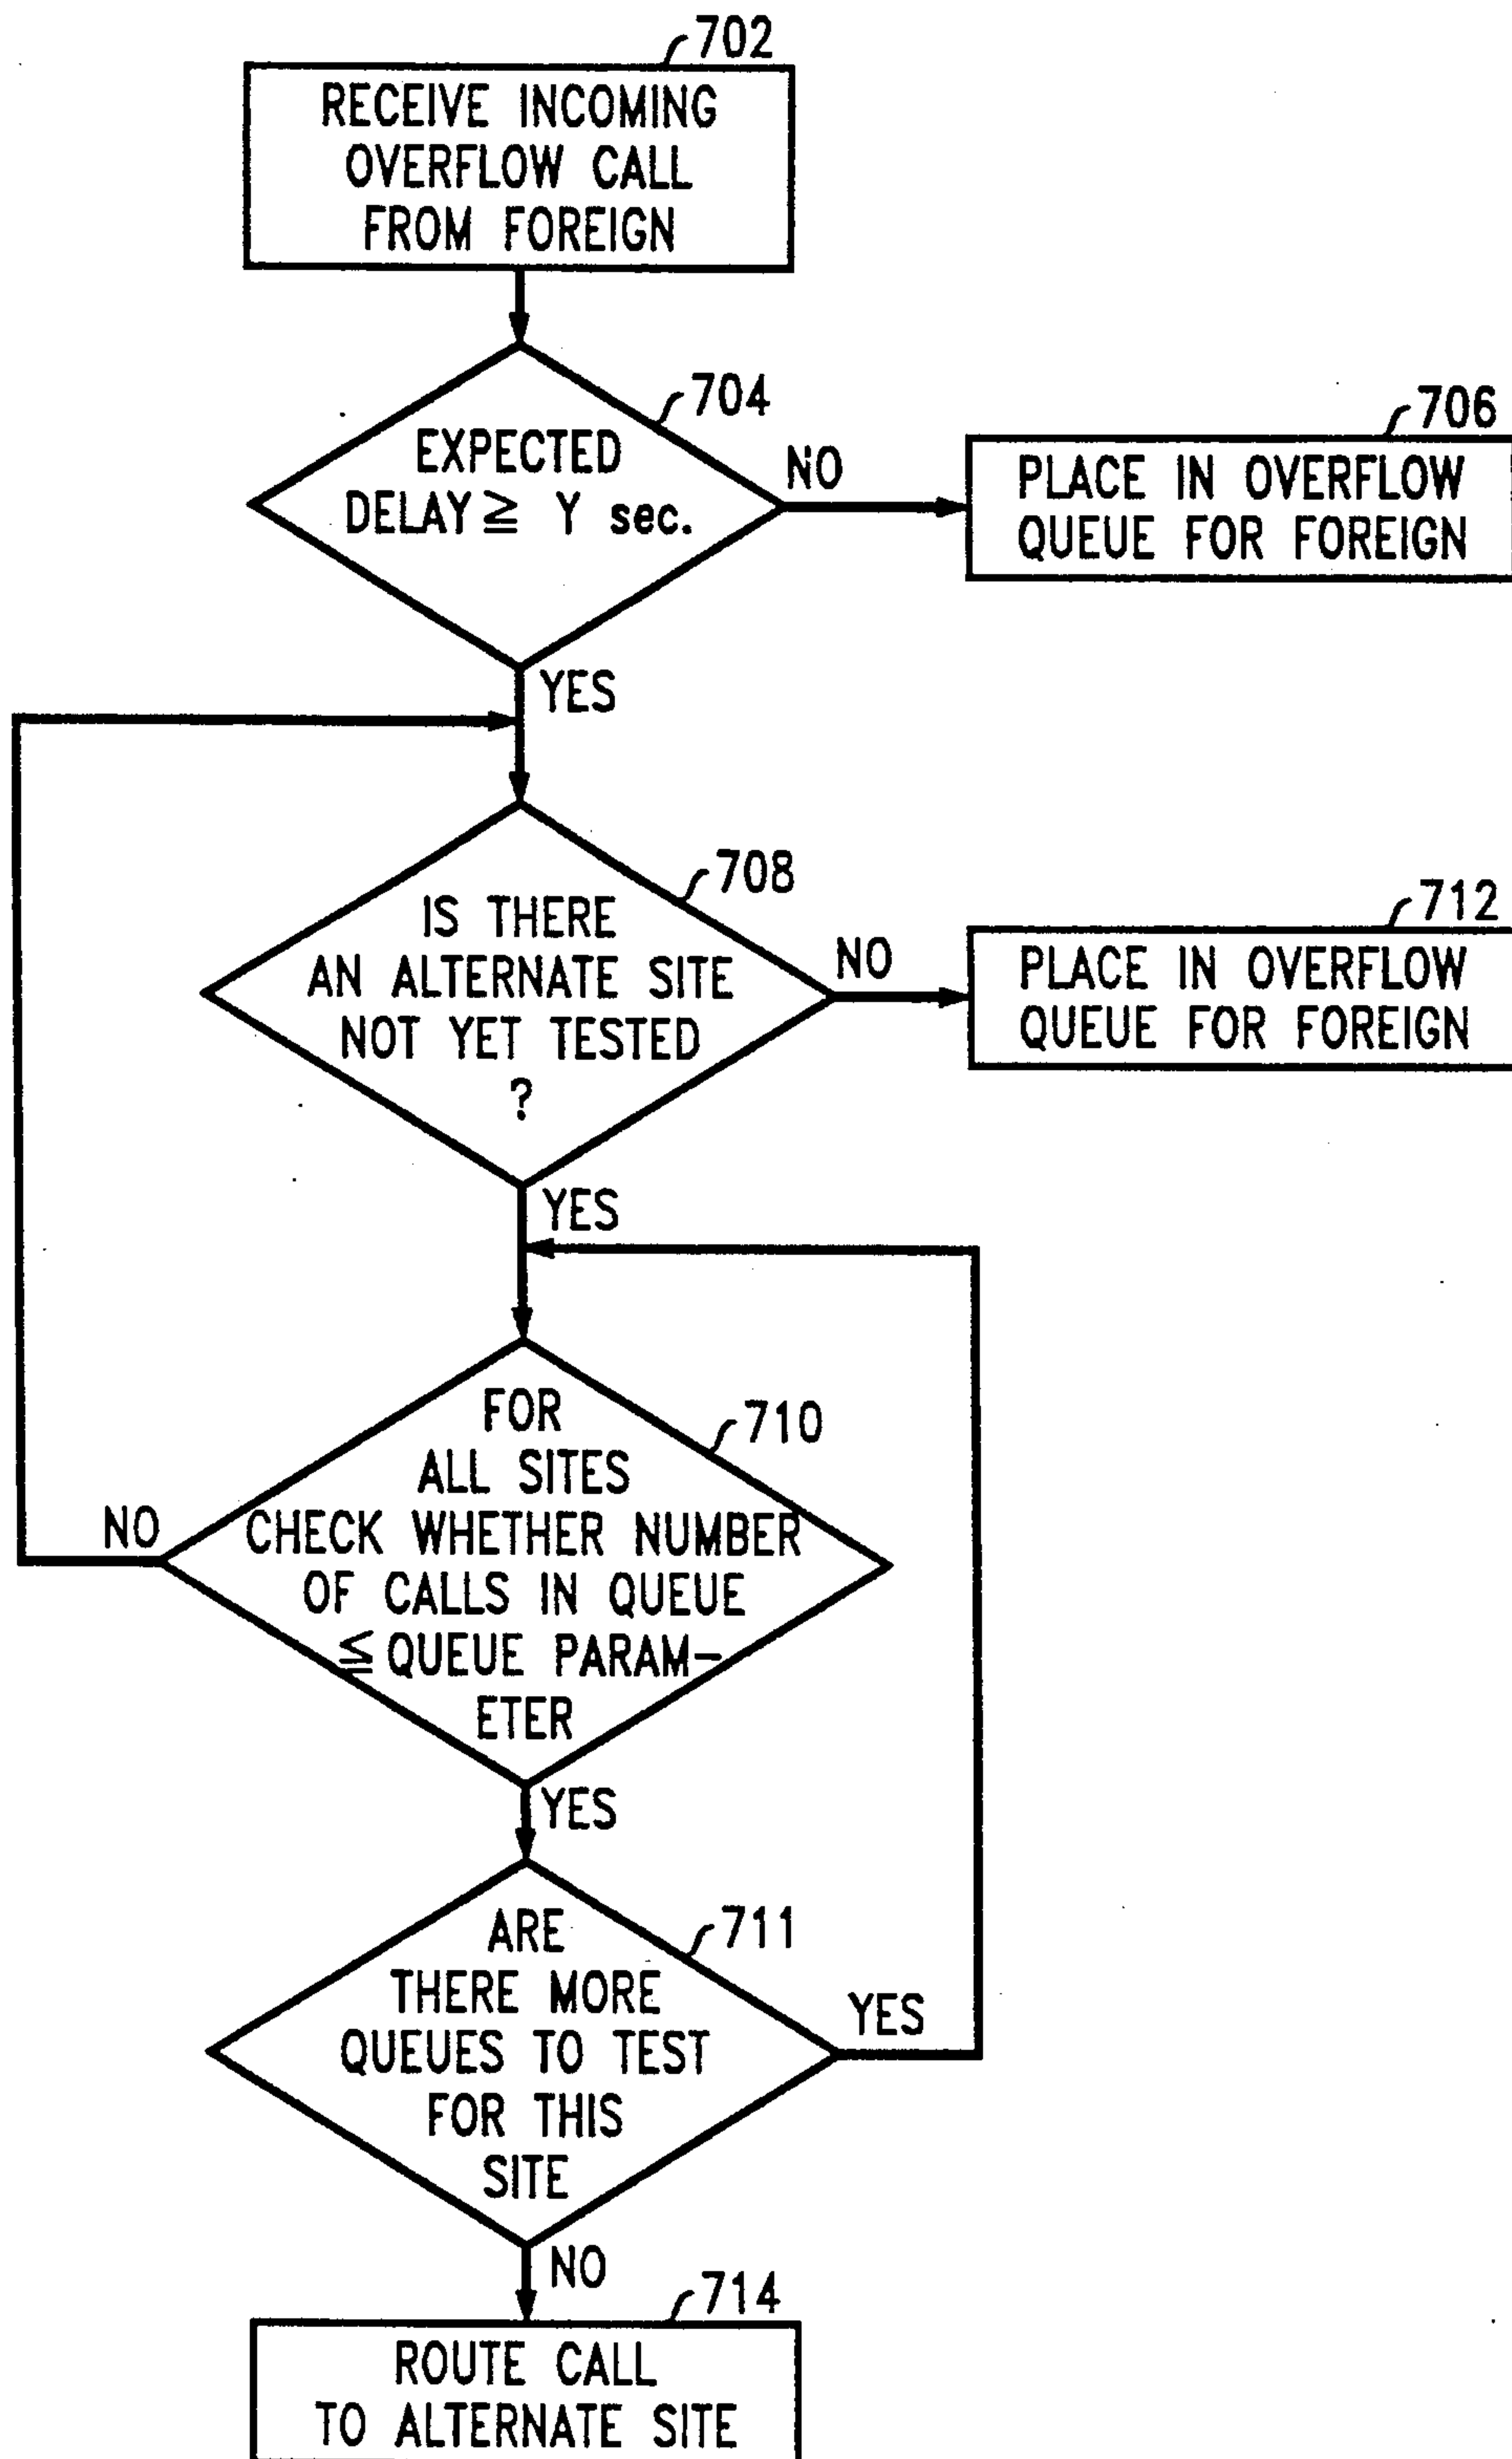 702
RECEIVE INCOMING
OVERFLOW CALL
FROM FOREIGN
704
EXPECTED
DELAY ≧ Y sec.
NO
706
PLACE IN OVERFLOW
QUEUE FOR FOREIGN
YES
708
IS THERE
AN ALTERNATE SITE
NOT YET TESTED
?
NO
712
PLACE IN OVERFLOW
QUEUE FOR FOREIGN
YES
710
FOR
ALL SITES
CHECK WHETHER NUMBER
OF CALLS IN QUEUE
≦ QUEUE PARAM-
ETER
NO
YES
711
ARE
THERE MORE
QUEUES TO TEST
FOR THIS
SITE
YES
NO
714
ROUTE CALL
TO ALTERNATE SITE